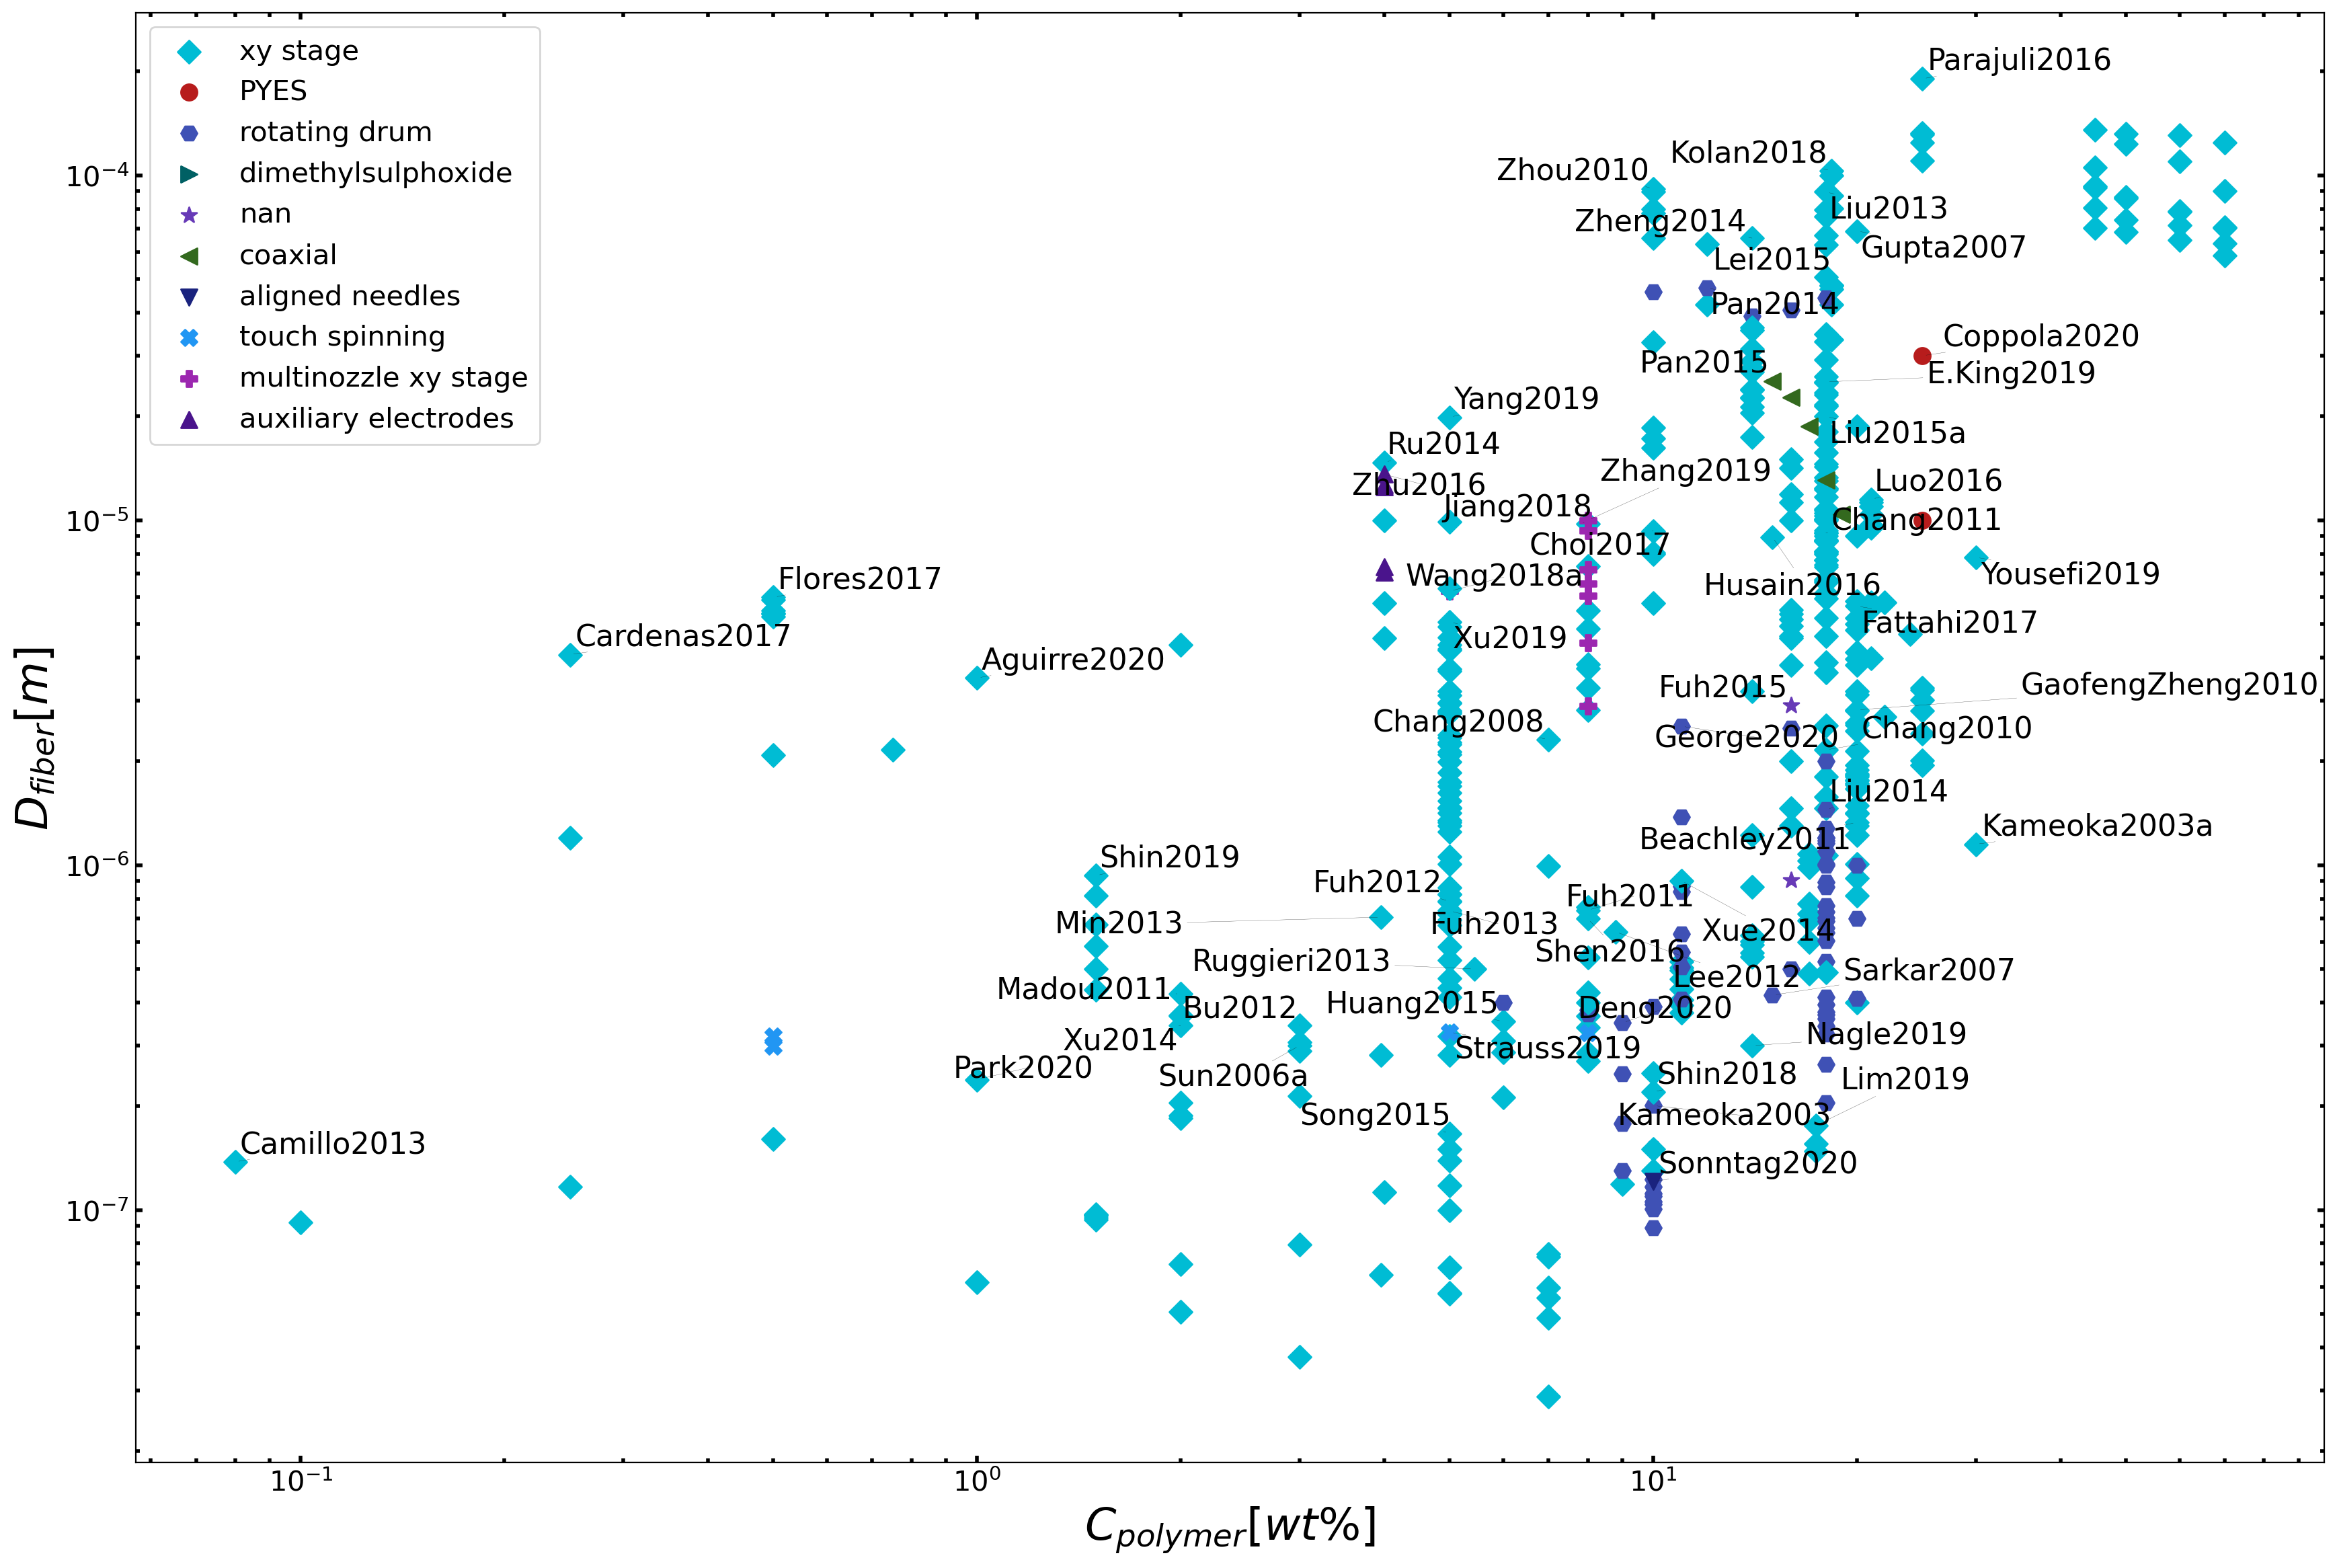 xy stage
PYES
rotating drum
dimethylsulphoxide
nan
coaxial
aligned needles
touch spinning
multinozzle xy stage
auxiliary electrodes
Parajuli2016
Kolan2018
Zhou2010
Liu2013
Zheng2014
Gupta2007
Lei2015
Pan2014
Coppola2020
Pan2015
E.King2019
Yang2019
Liu2015a
Ru2014
Zhang2019
Zhu2016
Luo2016
Jiang2018
Chang2011
Choi2017
Wang2018a
Yousefi2019
Husain2016
Flores2017
Fattahi2017
Cardenas2017
Xu2019
Aguirre2020
Fuh2015
GaofengZheng2010
Chang2008
Chang2010
George2020
Liu2014
Beachley2011
Kameoka2003a
Shin2019
Fuh2012
Fuh2011
Min2013
Fuh2013
Xue2014
Shen2016
Ruggieri2013
Sarkar2007
Lee2012
Madou2011
Bu2012
Huang2015
Deng2020
Xu2014
Nagle2019
Strauss2019
Park2020
Sun2006a
Shin2018
Lim2019
Song2015
Kameoka2003
Camillo2013
Sonntag2020
10⁻⁴
10⁻⁵
10⁻⁶
10⁻⁷
D_fiber[m]
10⁻¹
10⁰
10¹
C_polymer[wt%]